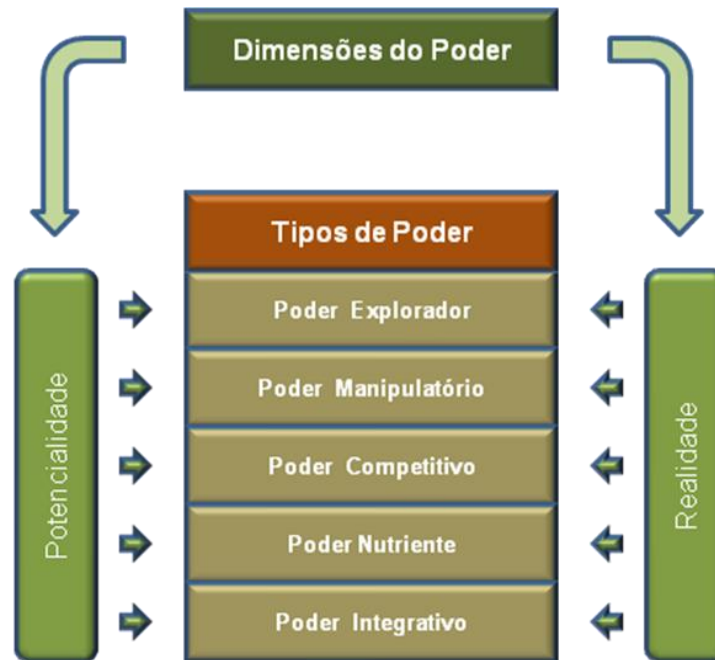 Dimensões do Poder
Tipos de Poder
Poder Explorador
Poder Manipulatório
Poder Competitivo
Poder Nutriente
Poder Integrativo
Potencialidade
Realidade